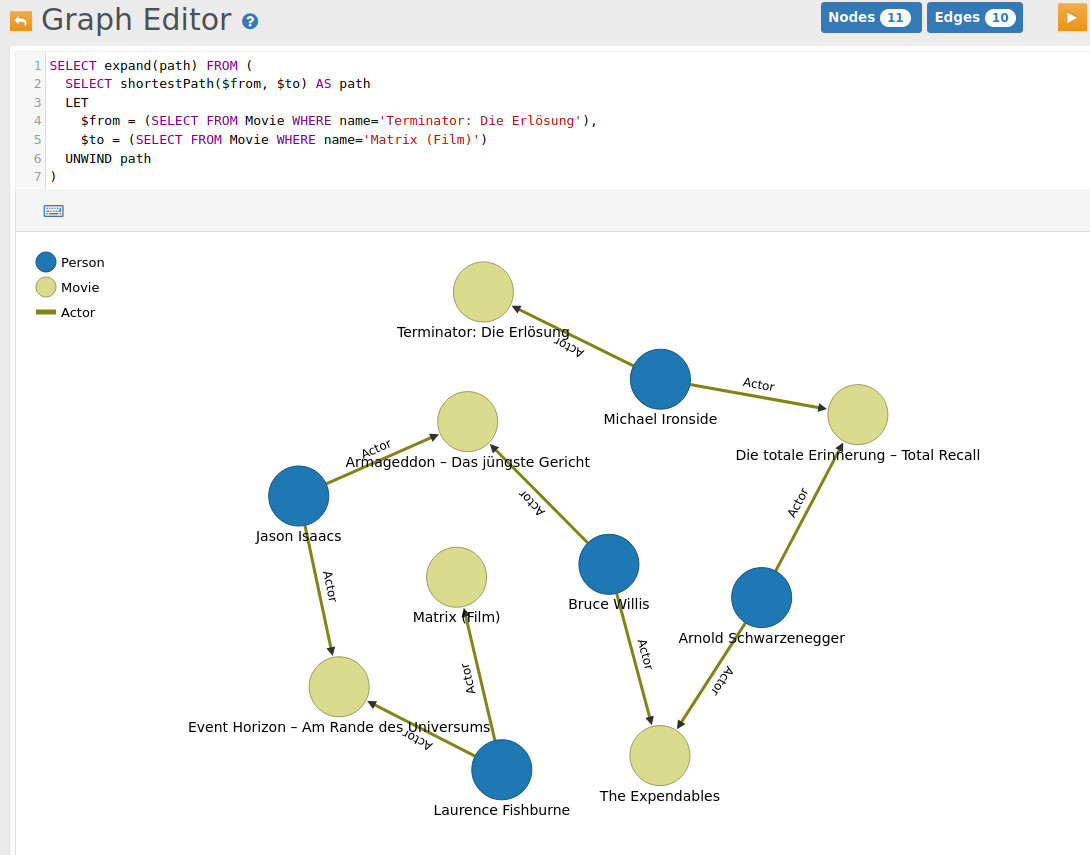 Graph Editor ?
Nodes 11
Edges 10
1 SELECT expand(path) FROM (
2 SELECT shortestPath($from, $to) AS path
3 LET
4 $from = (SELECT FROM Movie WHERE name='Terminator: Die Erlösung'),
5 $to = (SELECT FROM Movie WHERE name='Matrix (Film)')
6 UNWIND path
7 )
Person
Movie
Actor
Terminator: Die Erlösung
Actor
Michael Ironside
Actor
Die totale Erinnerung – Total Recall
Actor
Armageddon – Das jüngste Gericht
Actor
Actor
Jason Isaacs
Actor
Bruce Willis
Matrix (Film)
Arnold Schwarzenegger
Actor
Actor
Actor
Event Horizon – Am Rande des Universums
Actor
Laurence Fishburne
The Expendables